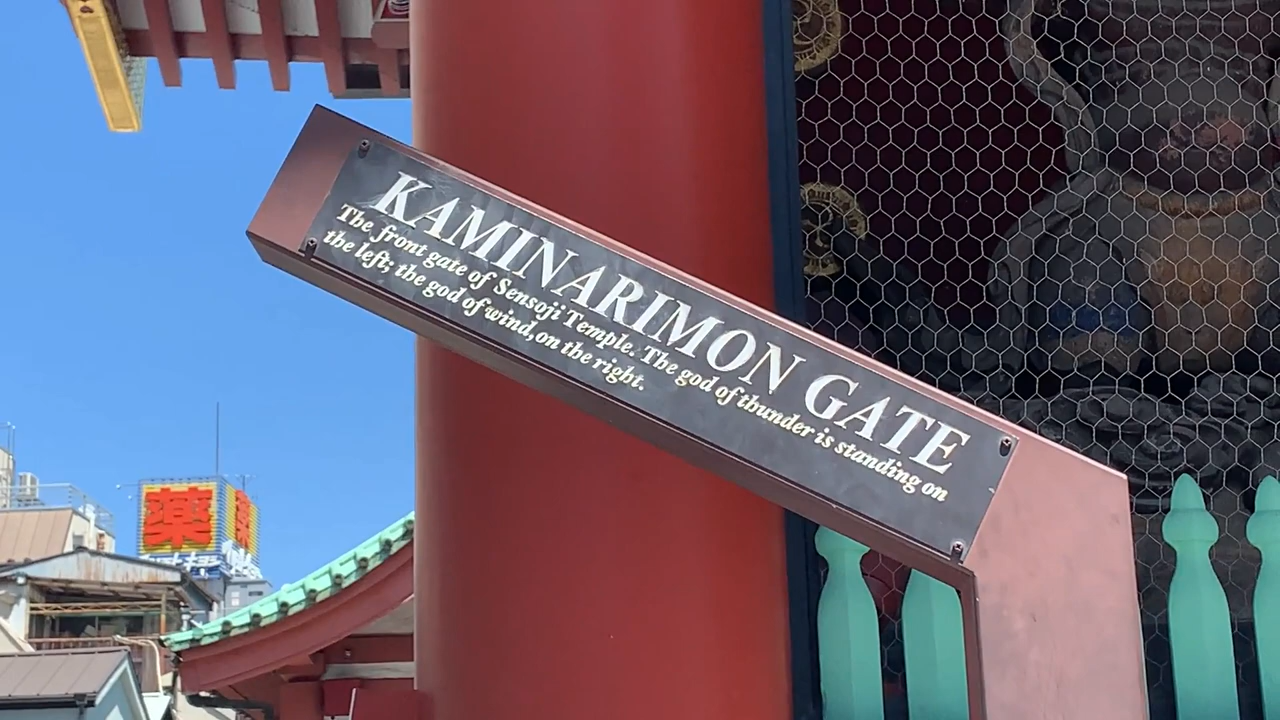 KAMINARIMON GATE
The front gate of Sensoji Temple. The god of thunder is standing on
the left; the god of wind,on the right.
薬
薬